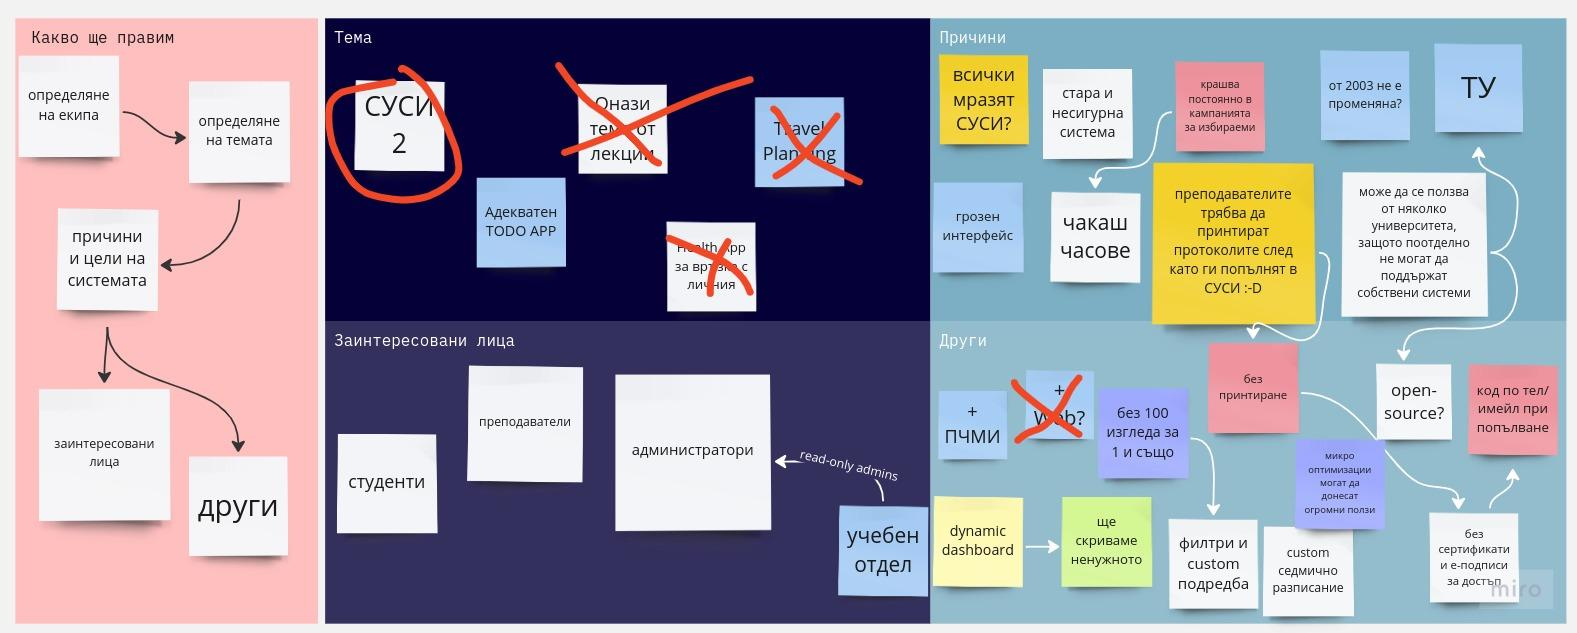 Какво ще правим
определяне
на екипа
определяне
на темата
причини
и цели на
системата
заинтересовани
лица
други
Тема
СУСИ
2
Онази
тема от
лекции
Travel
Planning
Адекватен
TODO APP
Health App
за връзка с
личния
Заинтересовани лица
студенти
преподаватели
администратори
read-only admins
учебен
отдел
Причини
всички
мразят
СУСИ?
стара и
несигурна
система
крашва
постоянно в
кампанията
за избираеми
от 2003 не е
променяна?
ТУ
грозен
интерфейс
чакаш
часове
преподавателите
трябва да
принтират
протоколите след
като ги попълнят в
СУСИ :-D
може да се ползва
от няколко
университета,
защото поотделно
не могат да
поддържат
собствени системи
Други
+
ПЧМИ
+
Web?
без 100
изгледа за
1 и също
без
принтиране
open-
source?
код по тел/
имейл при
попълване
микро
оптимизации
могат да
донесат
огромни ползи
dynamic
dashboard
ще
скриваме
ненужното
филтри и
custom
подредба
custom
седмично
разписание
без
сертификати
и е-подписи
за достъп
miro